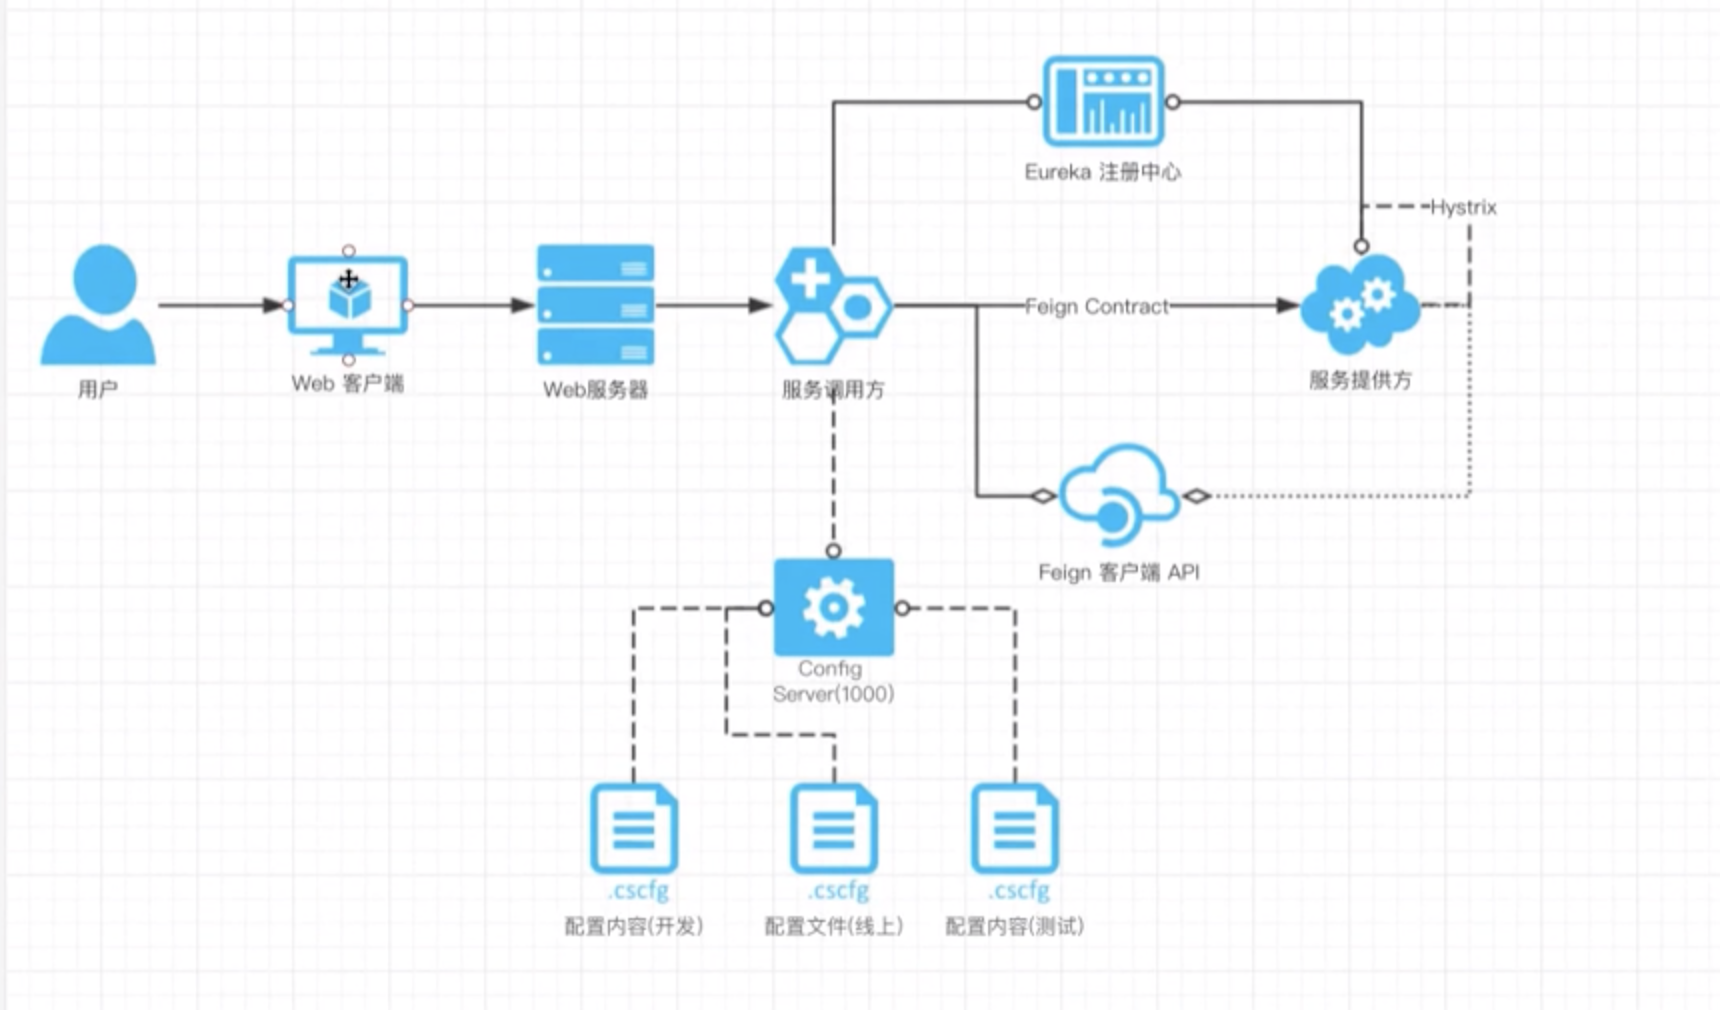 Eureka 注册中心
Hystrix
Feign Contract
用户
Web 客户端
Web服务器
服务调用方
服务提供方
Feign 客户端 API
Config
Server(1000)
.cscfg
.cscfg
.cscfg
配置内容(开发)
配置文件(线上)
配置内容(测试)